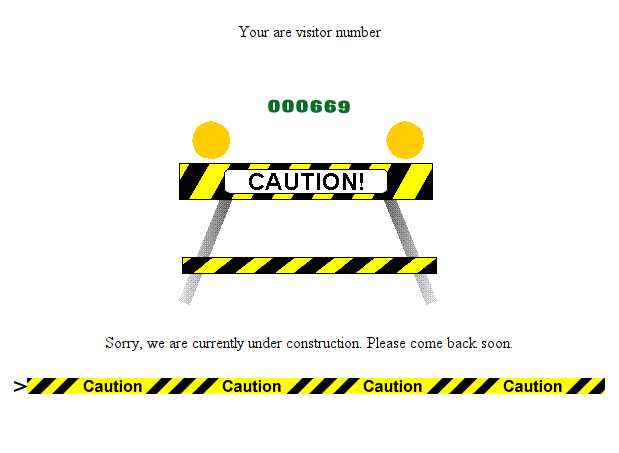 Your are visitor number
000669
CAUTION!
Sorry, we are currently under construction. Please come back soon.
> Caution Caution Caution Caution